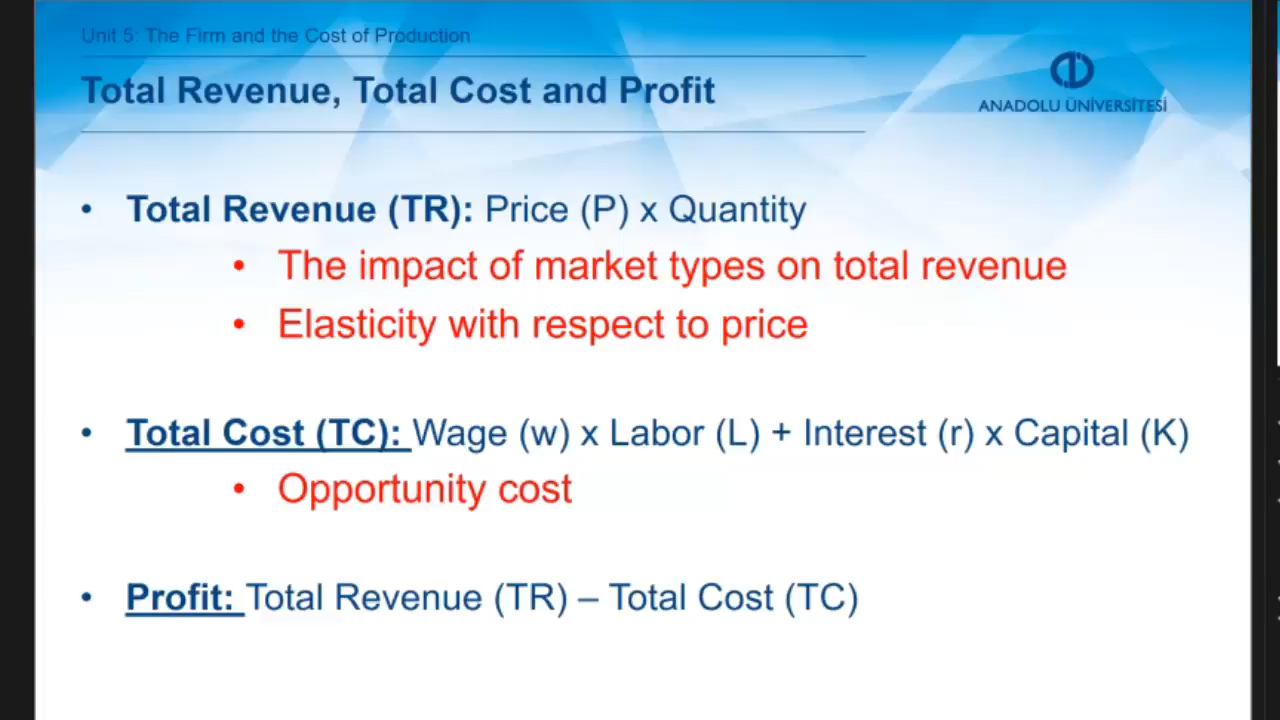 Unit 5: The Firm and the Cost of Production
Total Revenue, Total Cost and Profit
ANADOLU ÜNİVERSİTESİ
• Total Revenue (TR): Price (P) x Quantity
• The impact of market types on total revenue
• Elasticity with respect to price
• Total Cost (TC): Wage (w) x Labor (L) + Interest (r) x Capital (K)
• Opportunity cost
• Profit: Total Revenue (TR) – Total Cost (TC)